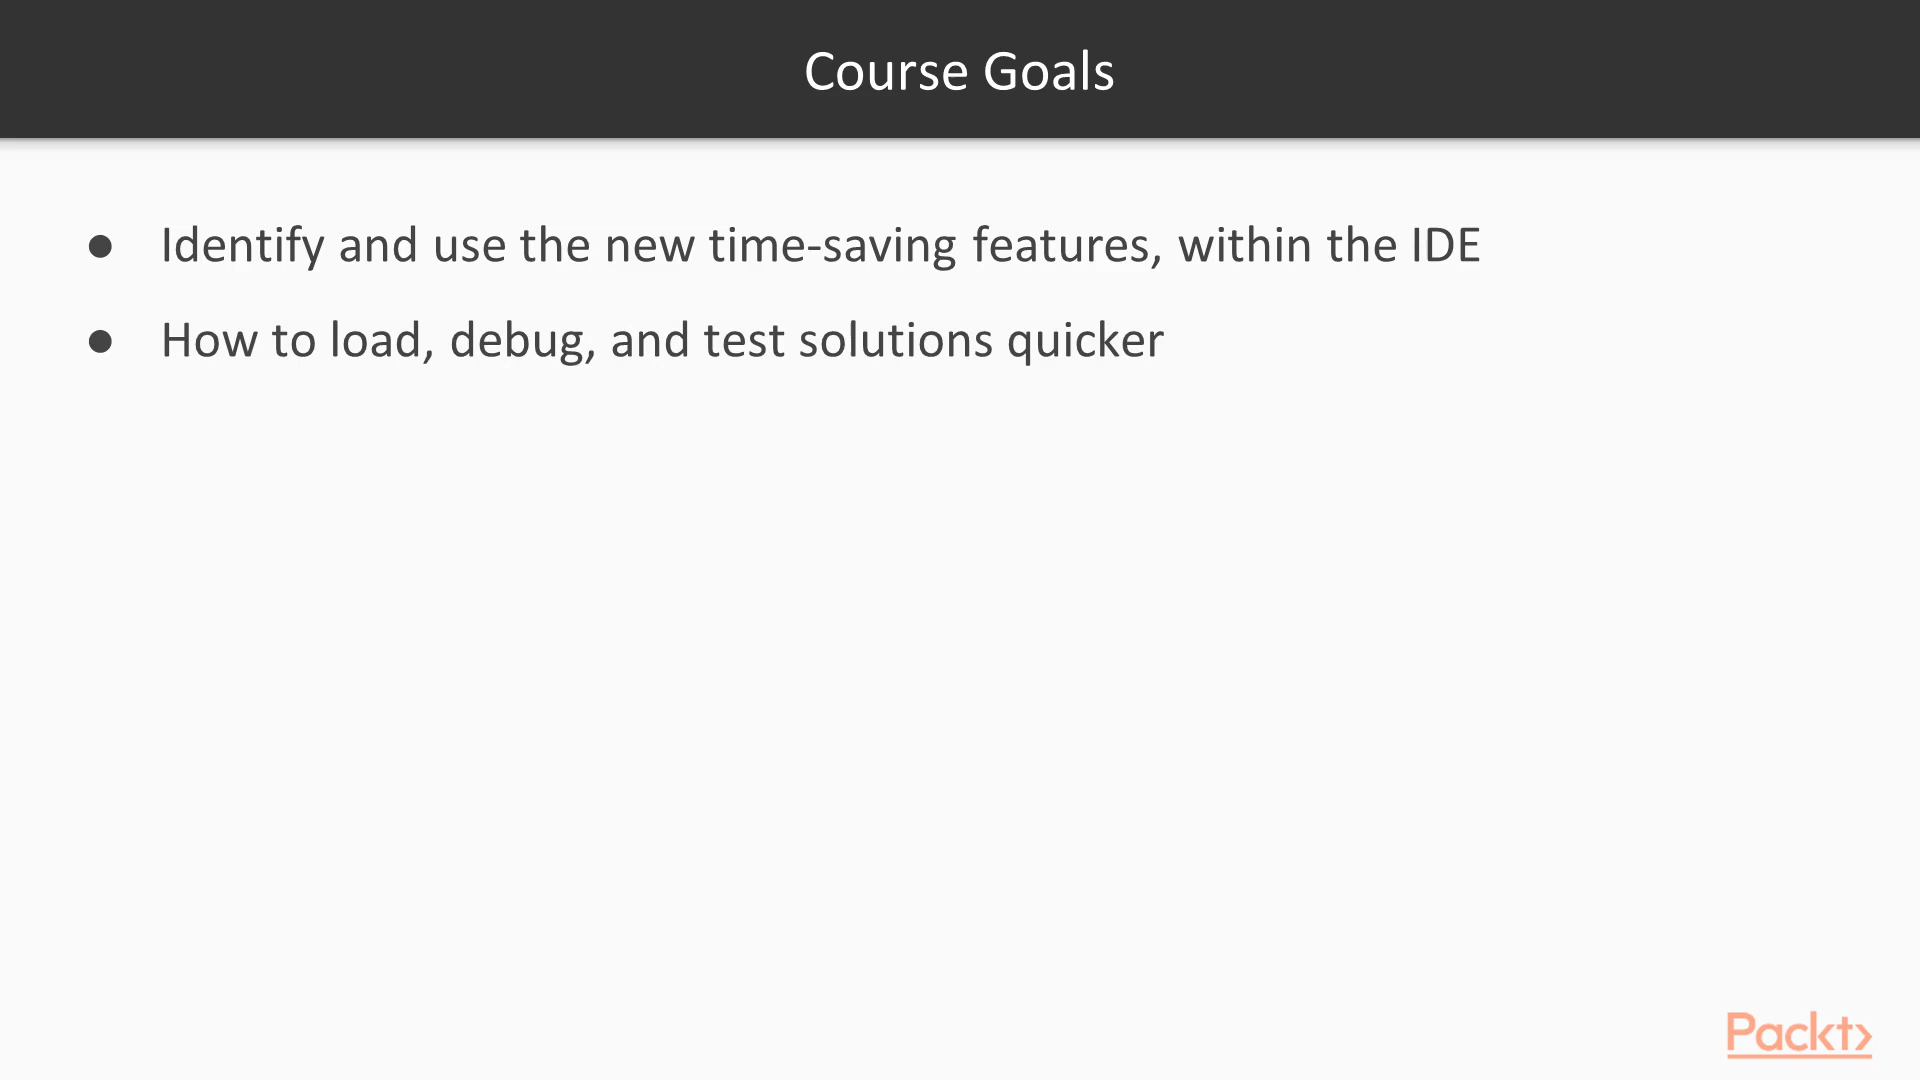 Course Goals
● Identify and use the new time-saving features, within the IDE
● How to load, debug, and test solutions quicker
Packt>